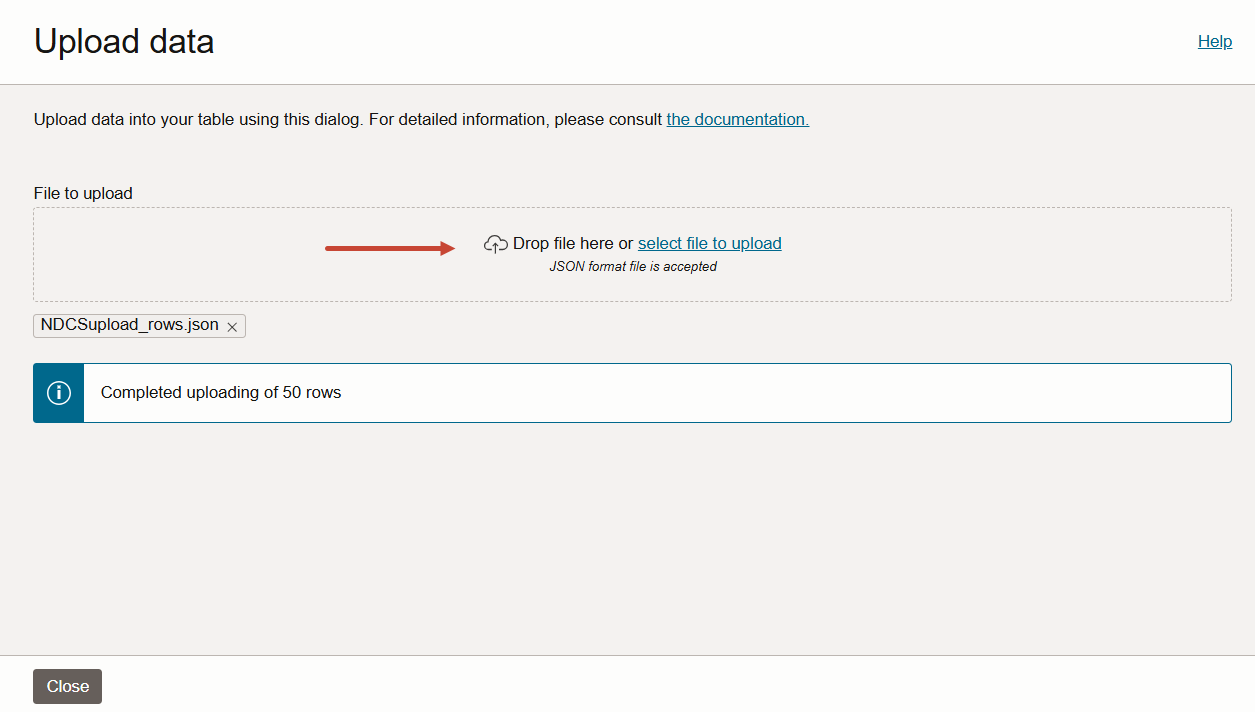 Upload data
Help
Upload data into your table using this dialog. For detailed information, please consult the documentation.
File to upload
Drop file here or select file to upload
JSON format file is accepted
NDCSupload_rows.json
Completed uploading of 50 rows
Close